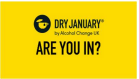 DRY JANUARY®
by Alcohol Change UK
ARE YOU IN?